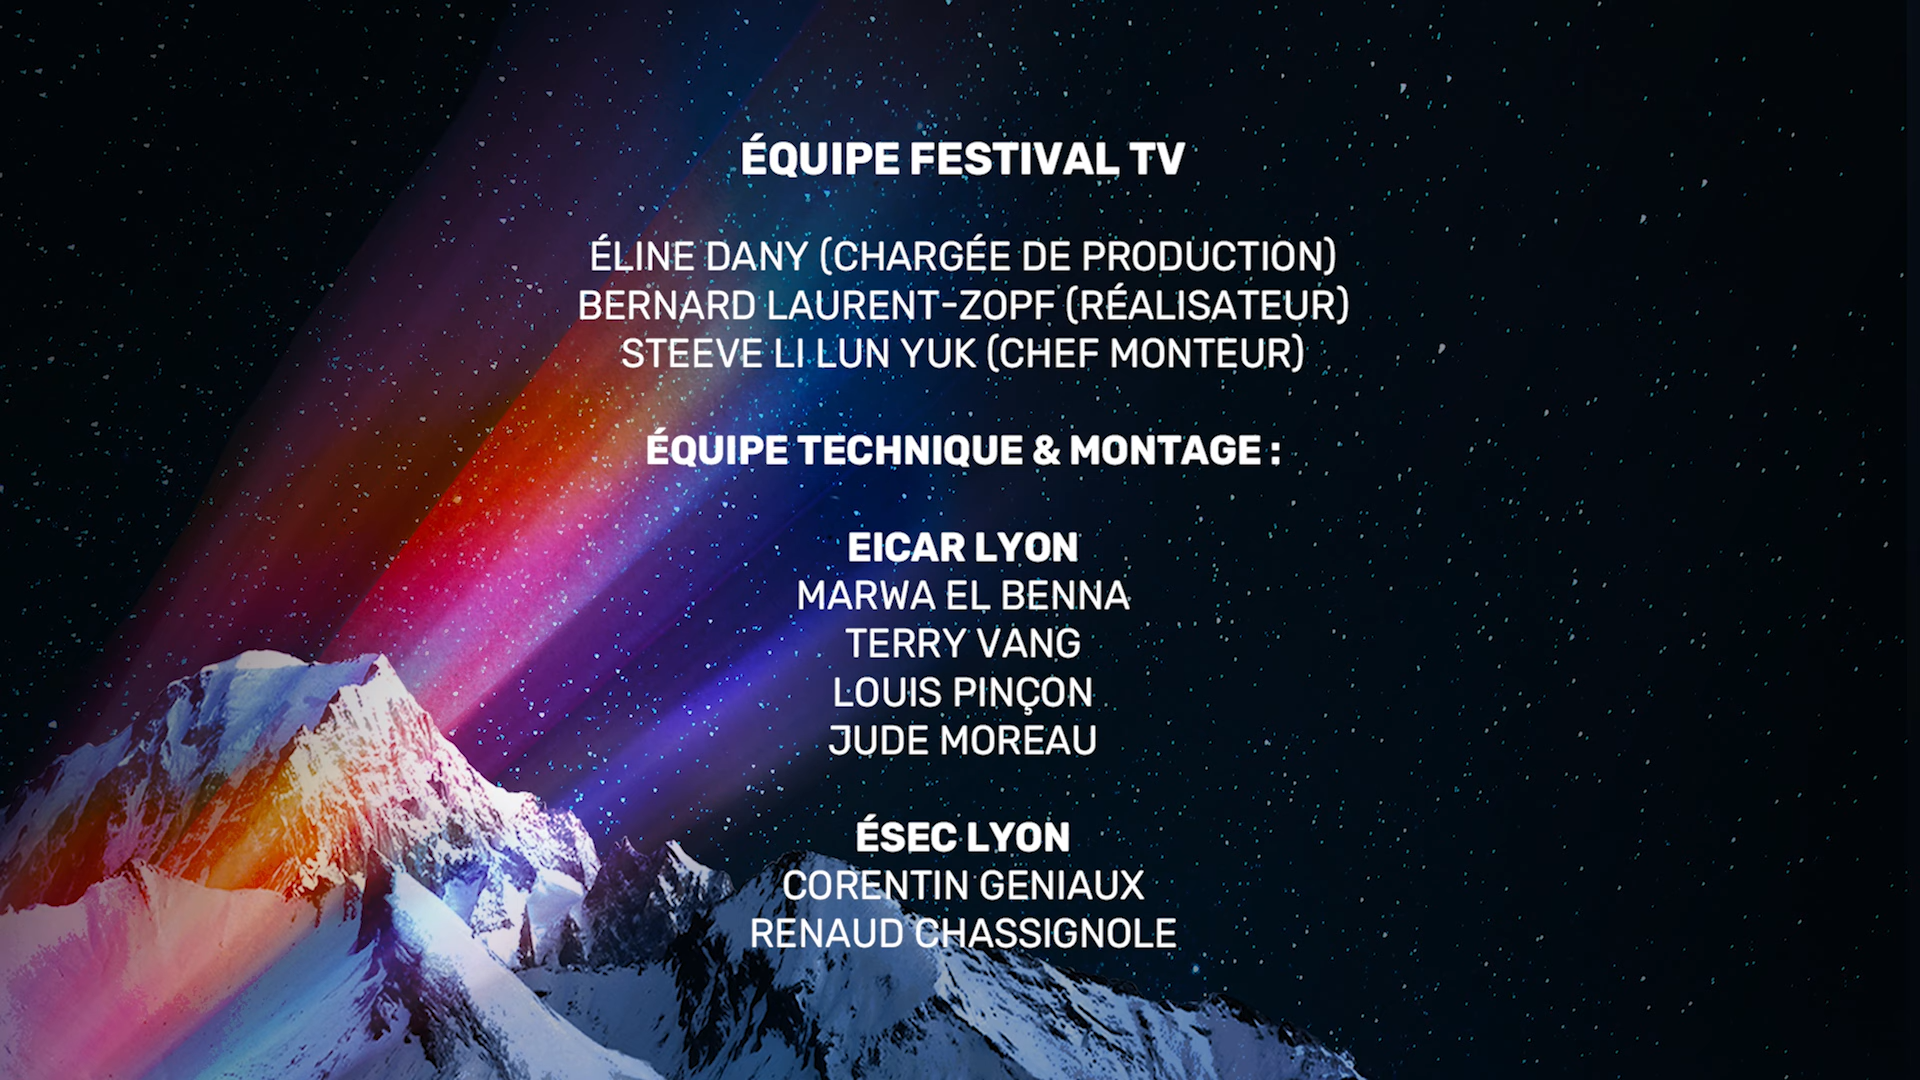 ÉQUIPE FESTIVAL TV
ÉLINE DANY (CHARGÉE DE PRODUCTION)
BERNARD LAURENT-ZOPF (RÉALISATEUR)
STEEVE LI LUN YUK (CHEF MONTEUR)
ÉQUIPE TECHNIQUE & MONTAGE :
EICAR LYON
MARWA EL BENNA
TERRY VANG
LOUIS PINÇON
JUDE MOREAU
ÉSEC LYON
CORENTIN GENIAUX
RENAUD CHASSIGNOLE